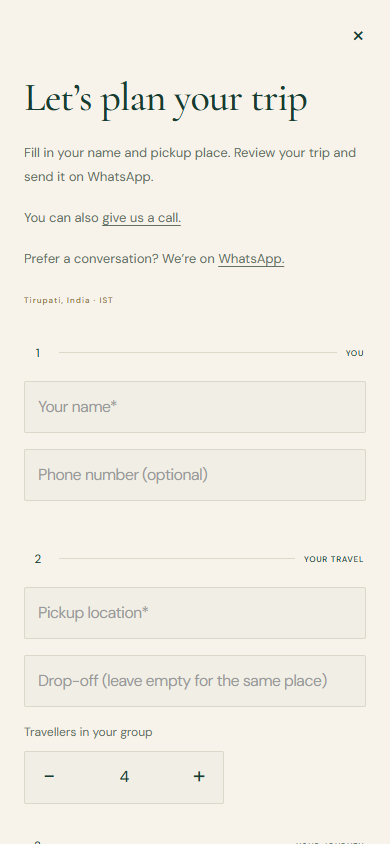 ×
Let’s plan your trip
Fill in your name and pickup place. Review your trip and
send it on WhatsApp.
You can also give us a call.
Prefer a conversation? We’re on WhatsApp.
Tirupati, India · IST
1 YOU
Your name*
Phone number (optional)
2 YOUR TRAVEL
Pickup location*
Drop-off (leave empty for the same place)
Travellers in your group
− 4 +